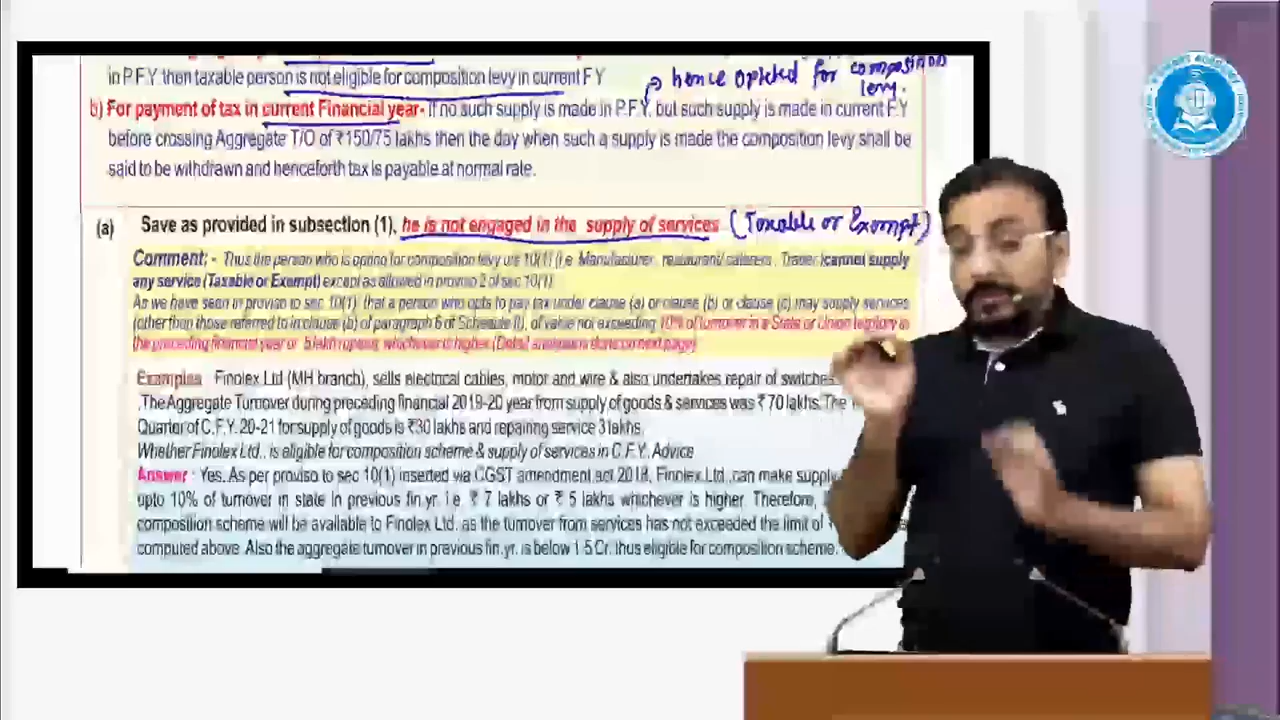 in P.F.Y then taxable person is not eligible for composition levy in current F Y
hence opted for composition
levy.
b) For payment of tax in current Financial year- If no such supply is made in P.F.Y, but such supply is made in current F.Y
before crossing Aggregate T/O of ₹150/75 lakhs then the day when such a supply is made the composition levy shall be
said to be withdrawn and henceforth tax is payable at normal rate.
(a) Save as provided in subsection (1), he is not engaged in the supply of services (Taxable or Exempt)
Comment: - Thus the person who is opting for composition levy u/s 10(1) i.e Manufacturer, restaurant/caterers, Trader /cannot supply
any service (Taxable or Exempt) except as allowed in proviso 2 of sec 10(1)
As we have seen in proviso to sec 10(1) that a person who opts to pay tax under clause (a) or clause (b) or clause (c) may supply services
(other than those referred to in clause (b) of paragraph 6 of Schedule II), of value not exceeding 10% of turnover in a State or Union territory in
the preceding financial year or 5 lakh rupees, whichever is higher (Detail analysis is done on next page)
Examples Finolex Ltd (MH branch), sells electrical cables, motor and wire & also undertakes repair of switches
,The Aggregate Turnover during preceding financial 2019-20 year from supply of goods & services was ₹70 lakhs. The
Quarter of C.F.Y. 20-21 for supply of goods is ₹30 lakhs and repairing service 3 lakhs.
Whether Finolex Ltd., is eligible for composition scheme & supply of services in C.F.Y. Advice
Answer : Yes. As per proviso to sec 10(1) inserted via CGST amendment act 2018, Finolex Ltd. can make supply
upto 10% of turnover in state in previous fin.yr. i.e. ₹ 7 lakhs or ₹ 5 lakhs whichever is higher. Therefore,
composition scheme will be available to Finolex Ltd. as the turnover from services has not exceeded the limit of ₹
computed above. Also the aggregate turnover in previous fin.yr. is below 1.5 Cr. thus eligible for composition scheme.